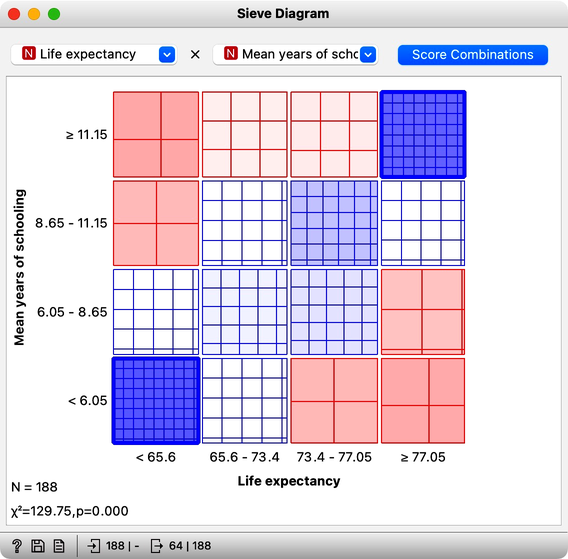 Sieve Diagram
N Life expectancy × N Mean years of scho Score Combinations
Mean years of schooling
≥ 11.15
8.65 - 11.15
6.05 - 8.65
< 6.05
< 65.6 65.6 - 73.4 73.4 - 77.05 ≥ 77.05
Life expectancy
N = 188
χ²=129.75,p=0.000
? 188 | - 64 | 188